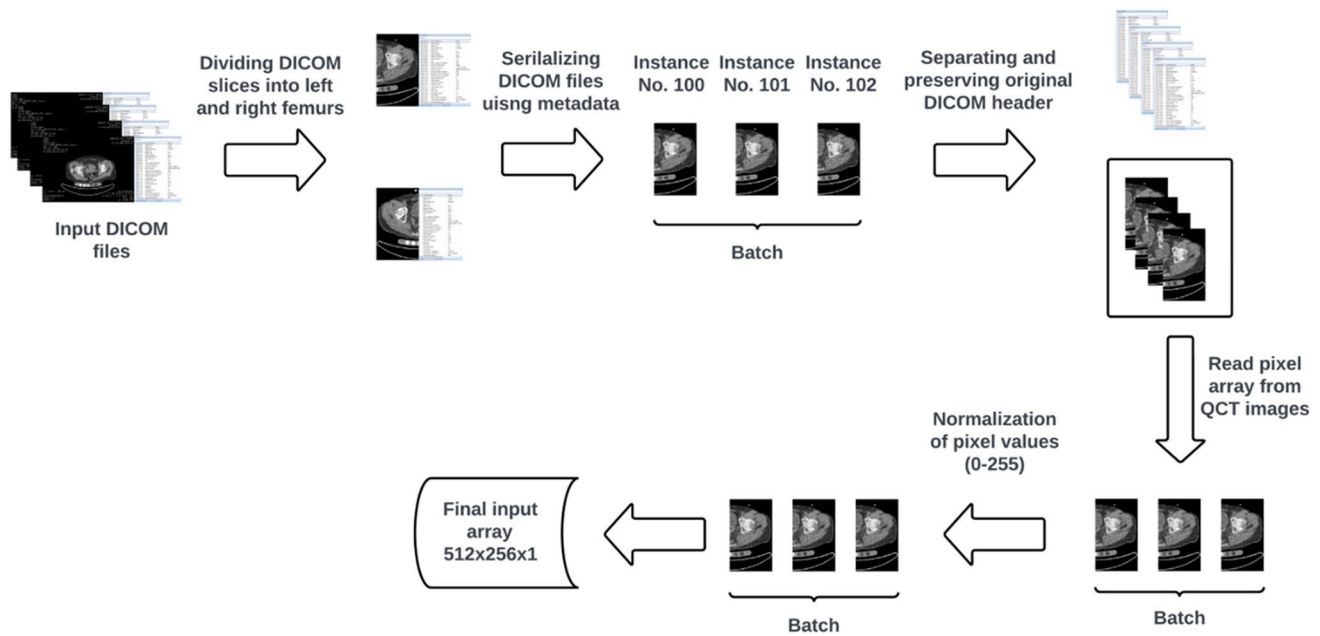 Dividing DICOM
slices into left
and right femurs
Serilalizing
DICOM files
uisng metadata
Instance
No. 100
Instance
No. 101
Instance
No. 102
Separating and
preserving original
DICOM header
Input DICOM
files
Batch
Read pixel
array from
QCT images
Normalization
of pixel values
(0-255)
Final input
array
512x256x1
Batch
Batch